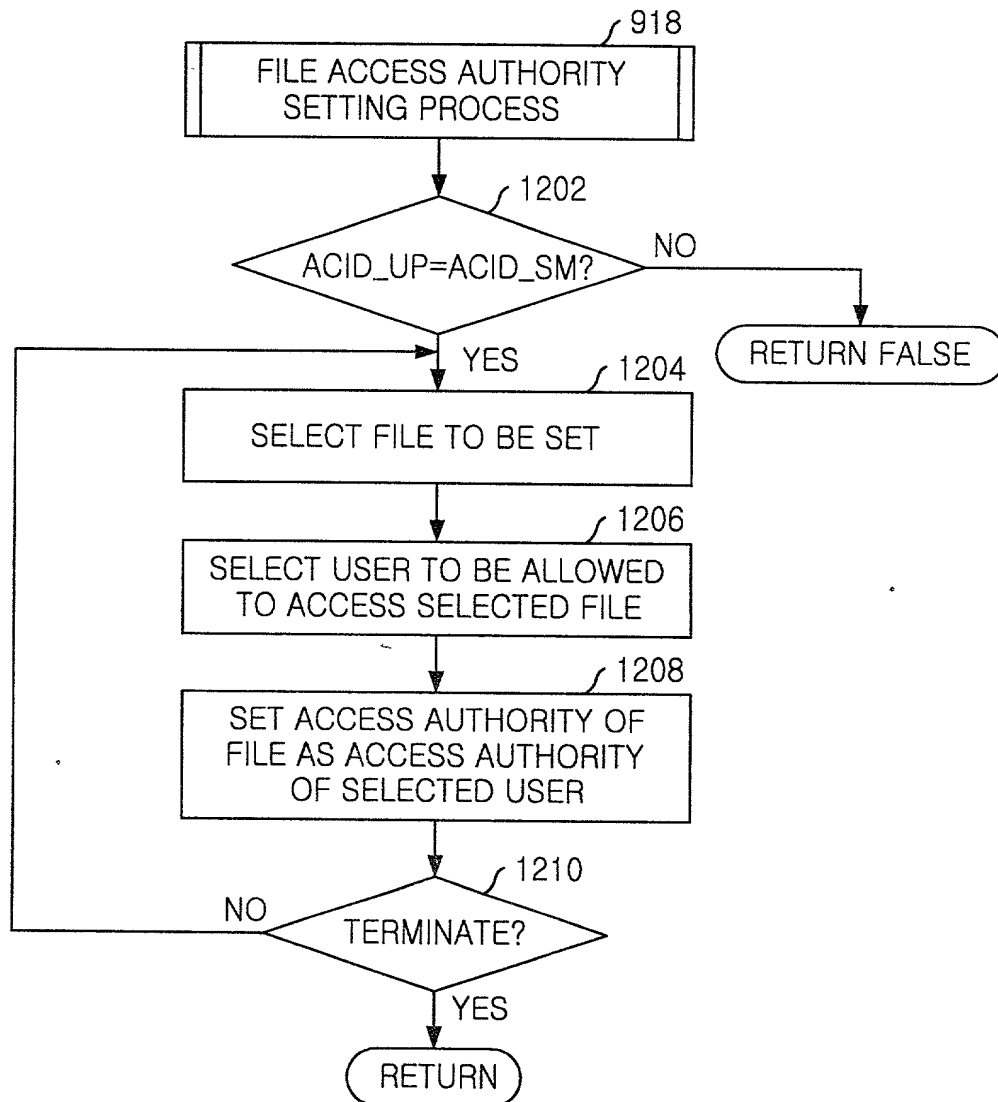 918
FILE ACCESS AUTHORITY
SETTING PROCESS
1202
ACID_UP=ACID_SM?
NO
YES
RETURN FALSE
1204
SELECT FILE TO BE SET
1206
SELECT USER TO BE ALLOWED
TO ACCESS SELECTED FILE
1208
SET ACCESS AUTHORITY OF
FILE AS ACCESS AUTHORITY
OF SELECTED USER
1210
NO
TERMINATE?
YES
RETURN